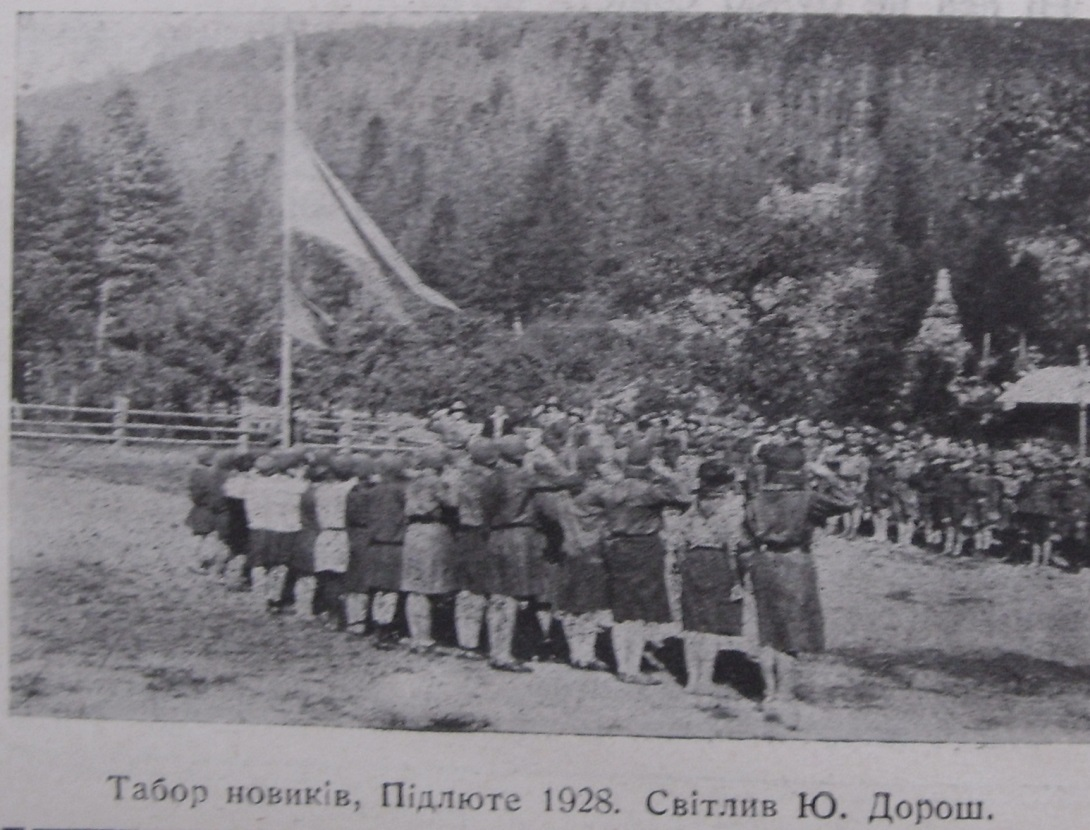 Табор новиків, Підлюте 1928. Світлив Ю. Дорош.